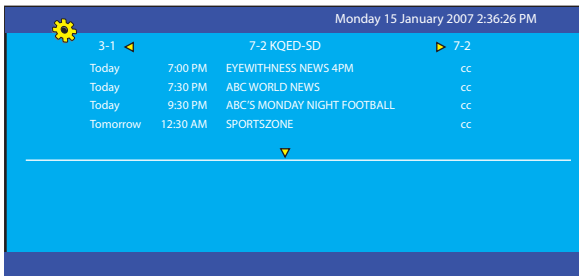 Monday 15 January 2007 2:36:26 PM
3-1 7-2 KQED-SD 7-2
Today 7:00 PM EYEWITHNESS NEWS 4PM cc
Today 7:30 PM ABC WORLD NEWS cc
Today 9:30 PM ABC'S MONDAY NIGHT FOOTBALL cc
Tomorrow 12:30 AM SPORTSZONE cc